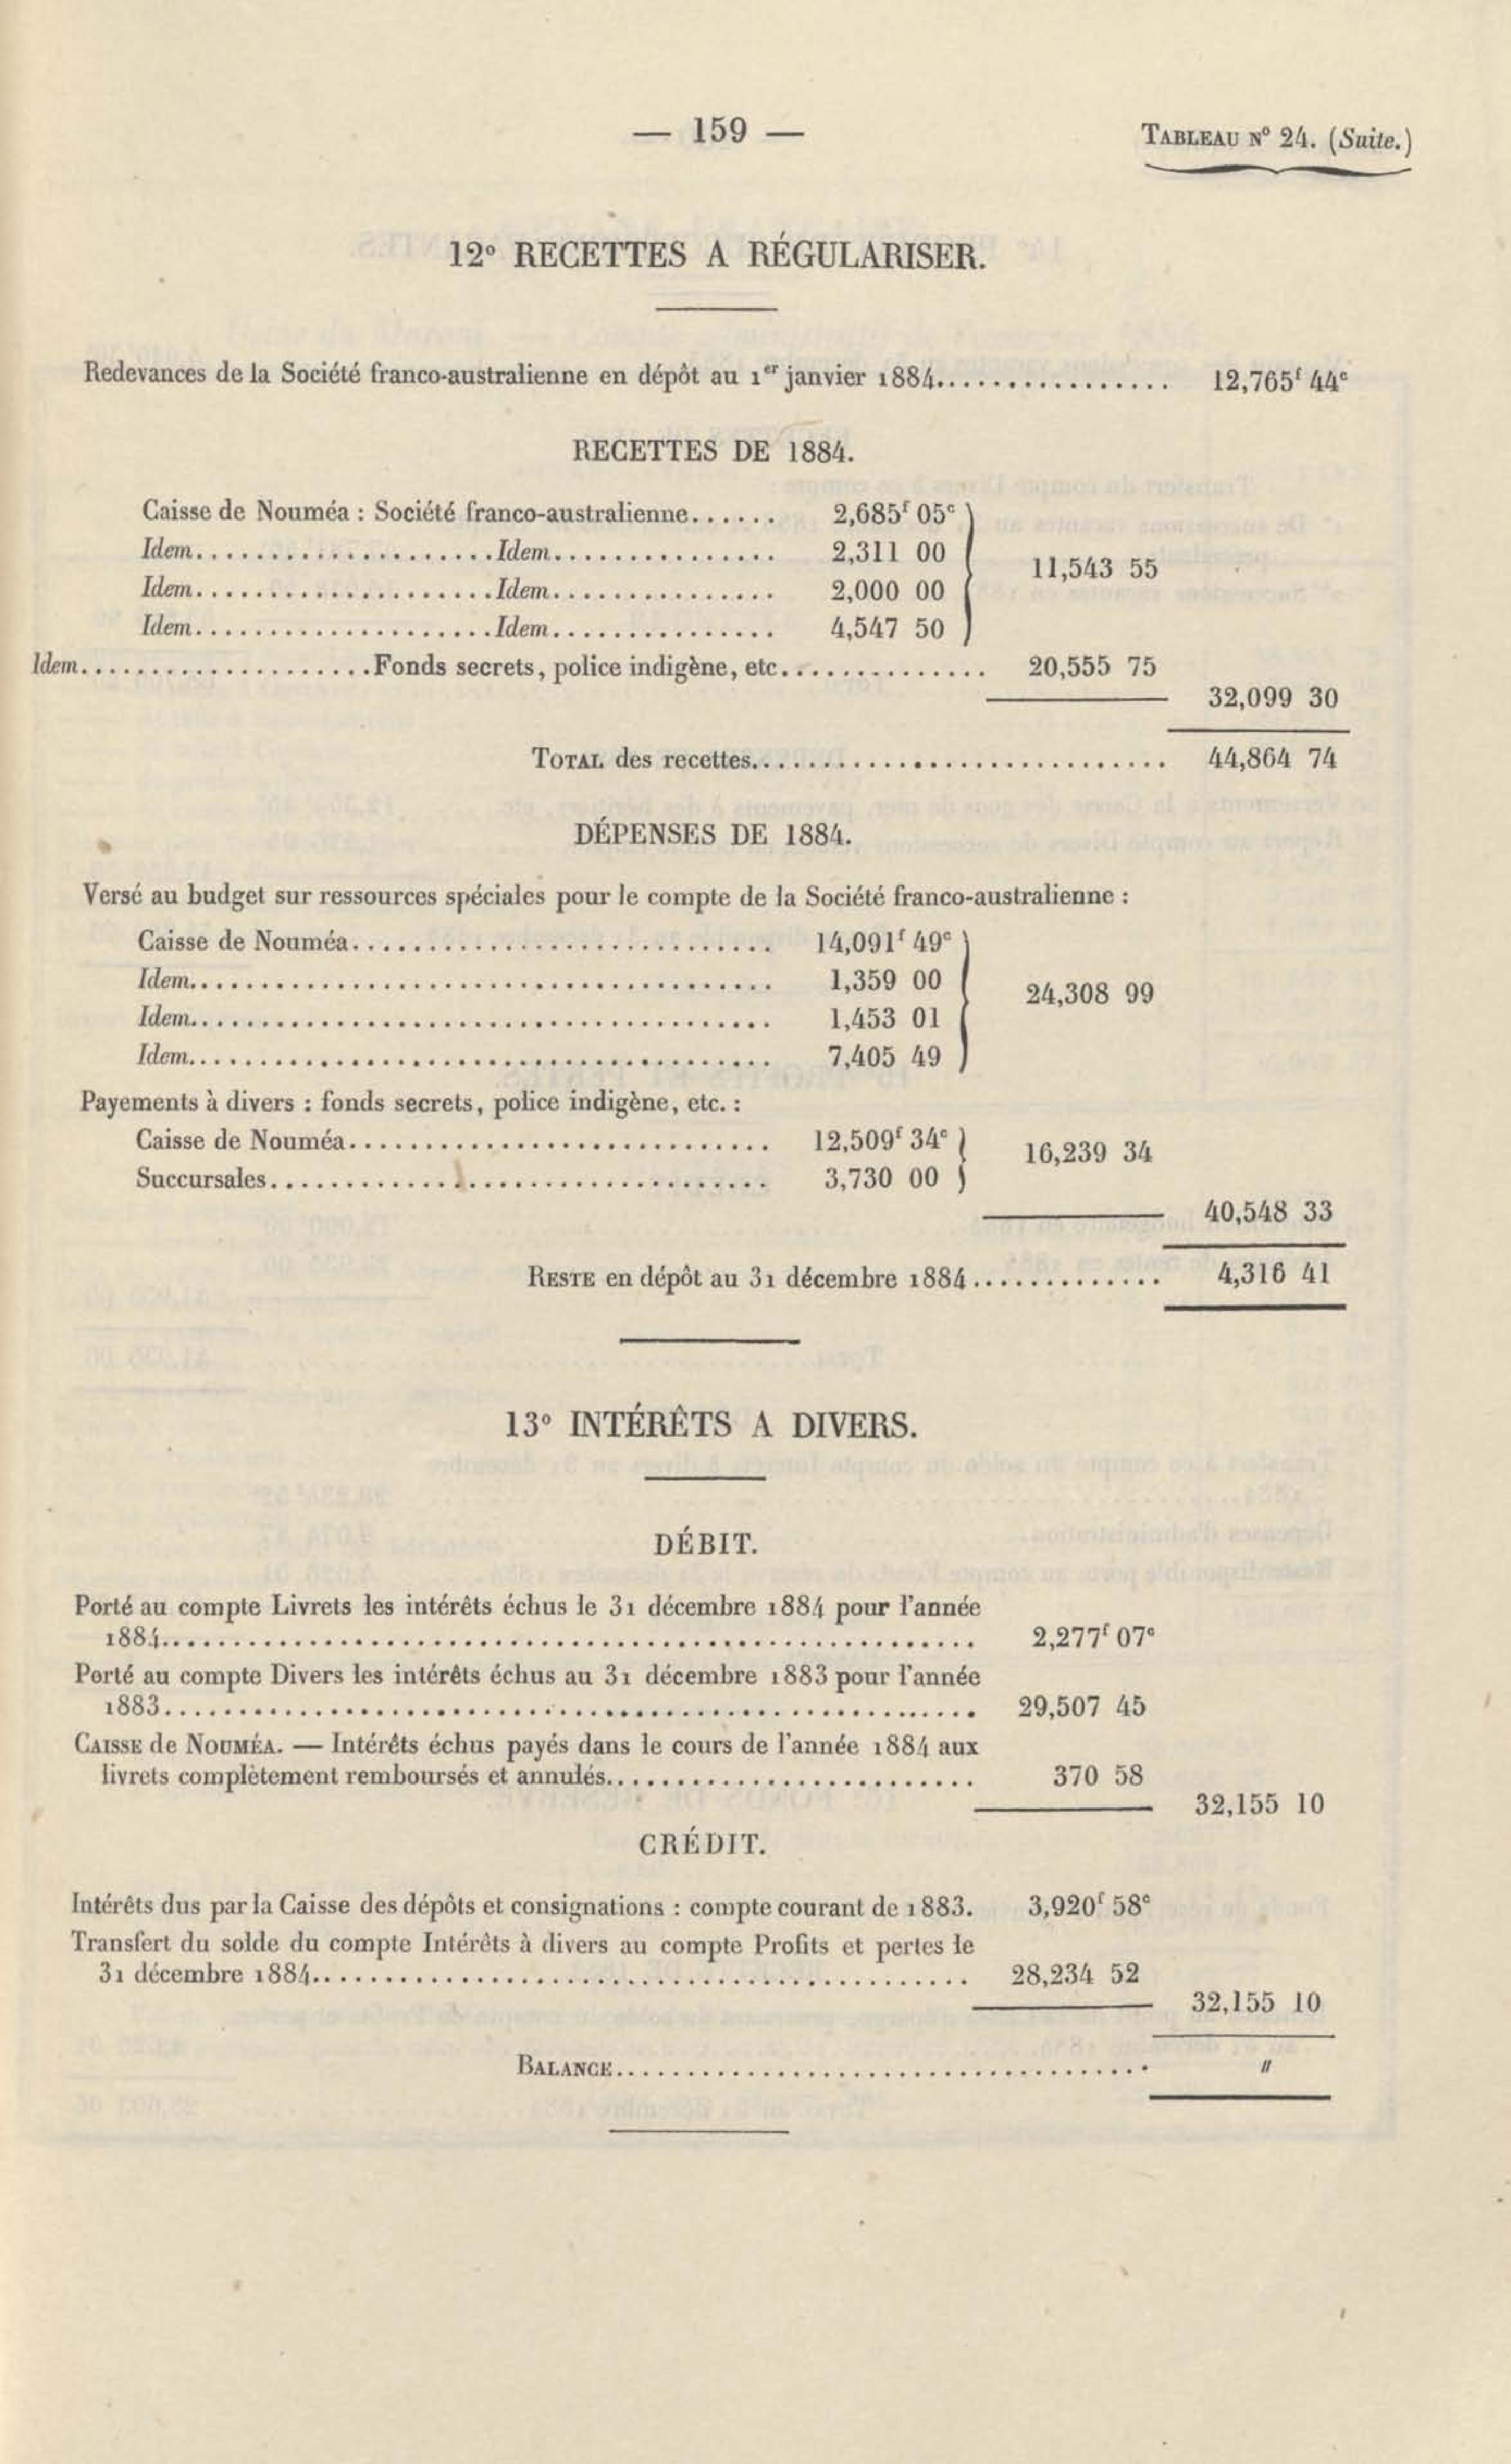 — 159 —
TABLEAU N° 24. (Suite.)
12° RECETTES A RÉGULARISER.
Redevances de la Société franco-australienne en dépôt au 1er janvier 1884................ 12,765f 44c
RECETTES DE 1884.
Caisse de Nouméa : Société franco-australienne...... 2,685f 05c
Idem....................Idem............... 2,311 00
11,543 55
Idem....................Idem............... 2,000 00
Idem....................Idem............... 4,547 50
Idem....................Fonds secrets, police indigène, etc.............. 20,555 75
32,099 30
TOTAL des recettes............................ 44,864 74
DÉPENSES DE 1884.
Versé au budget sur ressources spéciales pour le compte de la Société franco-australienne :
Caisse de Nouméa............................ 14,091f 49c
Idem....................................... 1,359 00
24,308 99
Idem....................................... 1,453 01
Idem....................................... 7,405 49
Payements à divers : fonds secrets, police indigène, etc. :
Caisse de Nouméa............................ 12,509f 34c
16,239 34
Succursales................................. 3,730 00
40,548 33
RESTE en dépôt au 31 décembre 1884............. 4,316 41
13° INTÉRÊTS A DIVERS.
DÉBIT.
Porté au compte Livrets les intérêts échus le 31 décembre 1884 pour l'année
1884...................................................... 2,277f 07c
Porté au compte Divers les intérêts échus au 31 décembre 1883 pour l'année
1883...................................................... 29,507 45
CAISSE de NOUMÉA. — Intérêts échus payés dans le cours de l'année 1884 aux
livrets complètement remboursés et annulés......................... 370 58
32,155 10
CRÉDIT.
Intérêts dus par la Caisse des dépôts et consignations : compte courant de 1883. 3,920f 58c
Transfert du solde du compte Intérêts à divers au compte Profits et pertes le
31 décembre 1884............................................ 28,234 52
32,155 10
BALANCE.................................... "